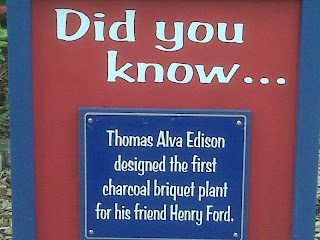 Did you
know...
Thomas Alva Edison
designed the first
charcoal briquet plant
for his friend Henry Ford.